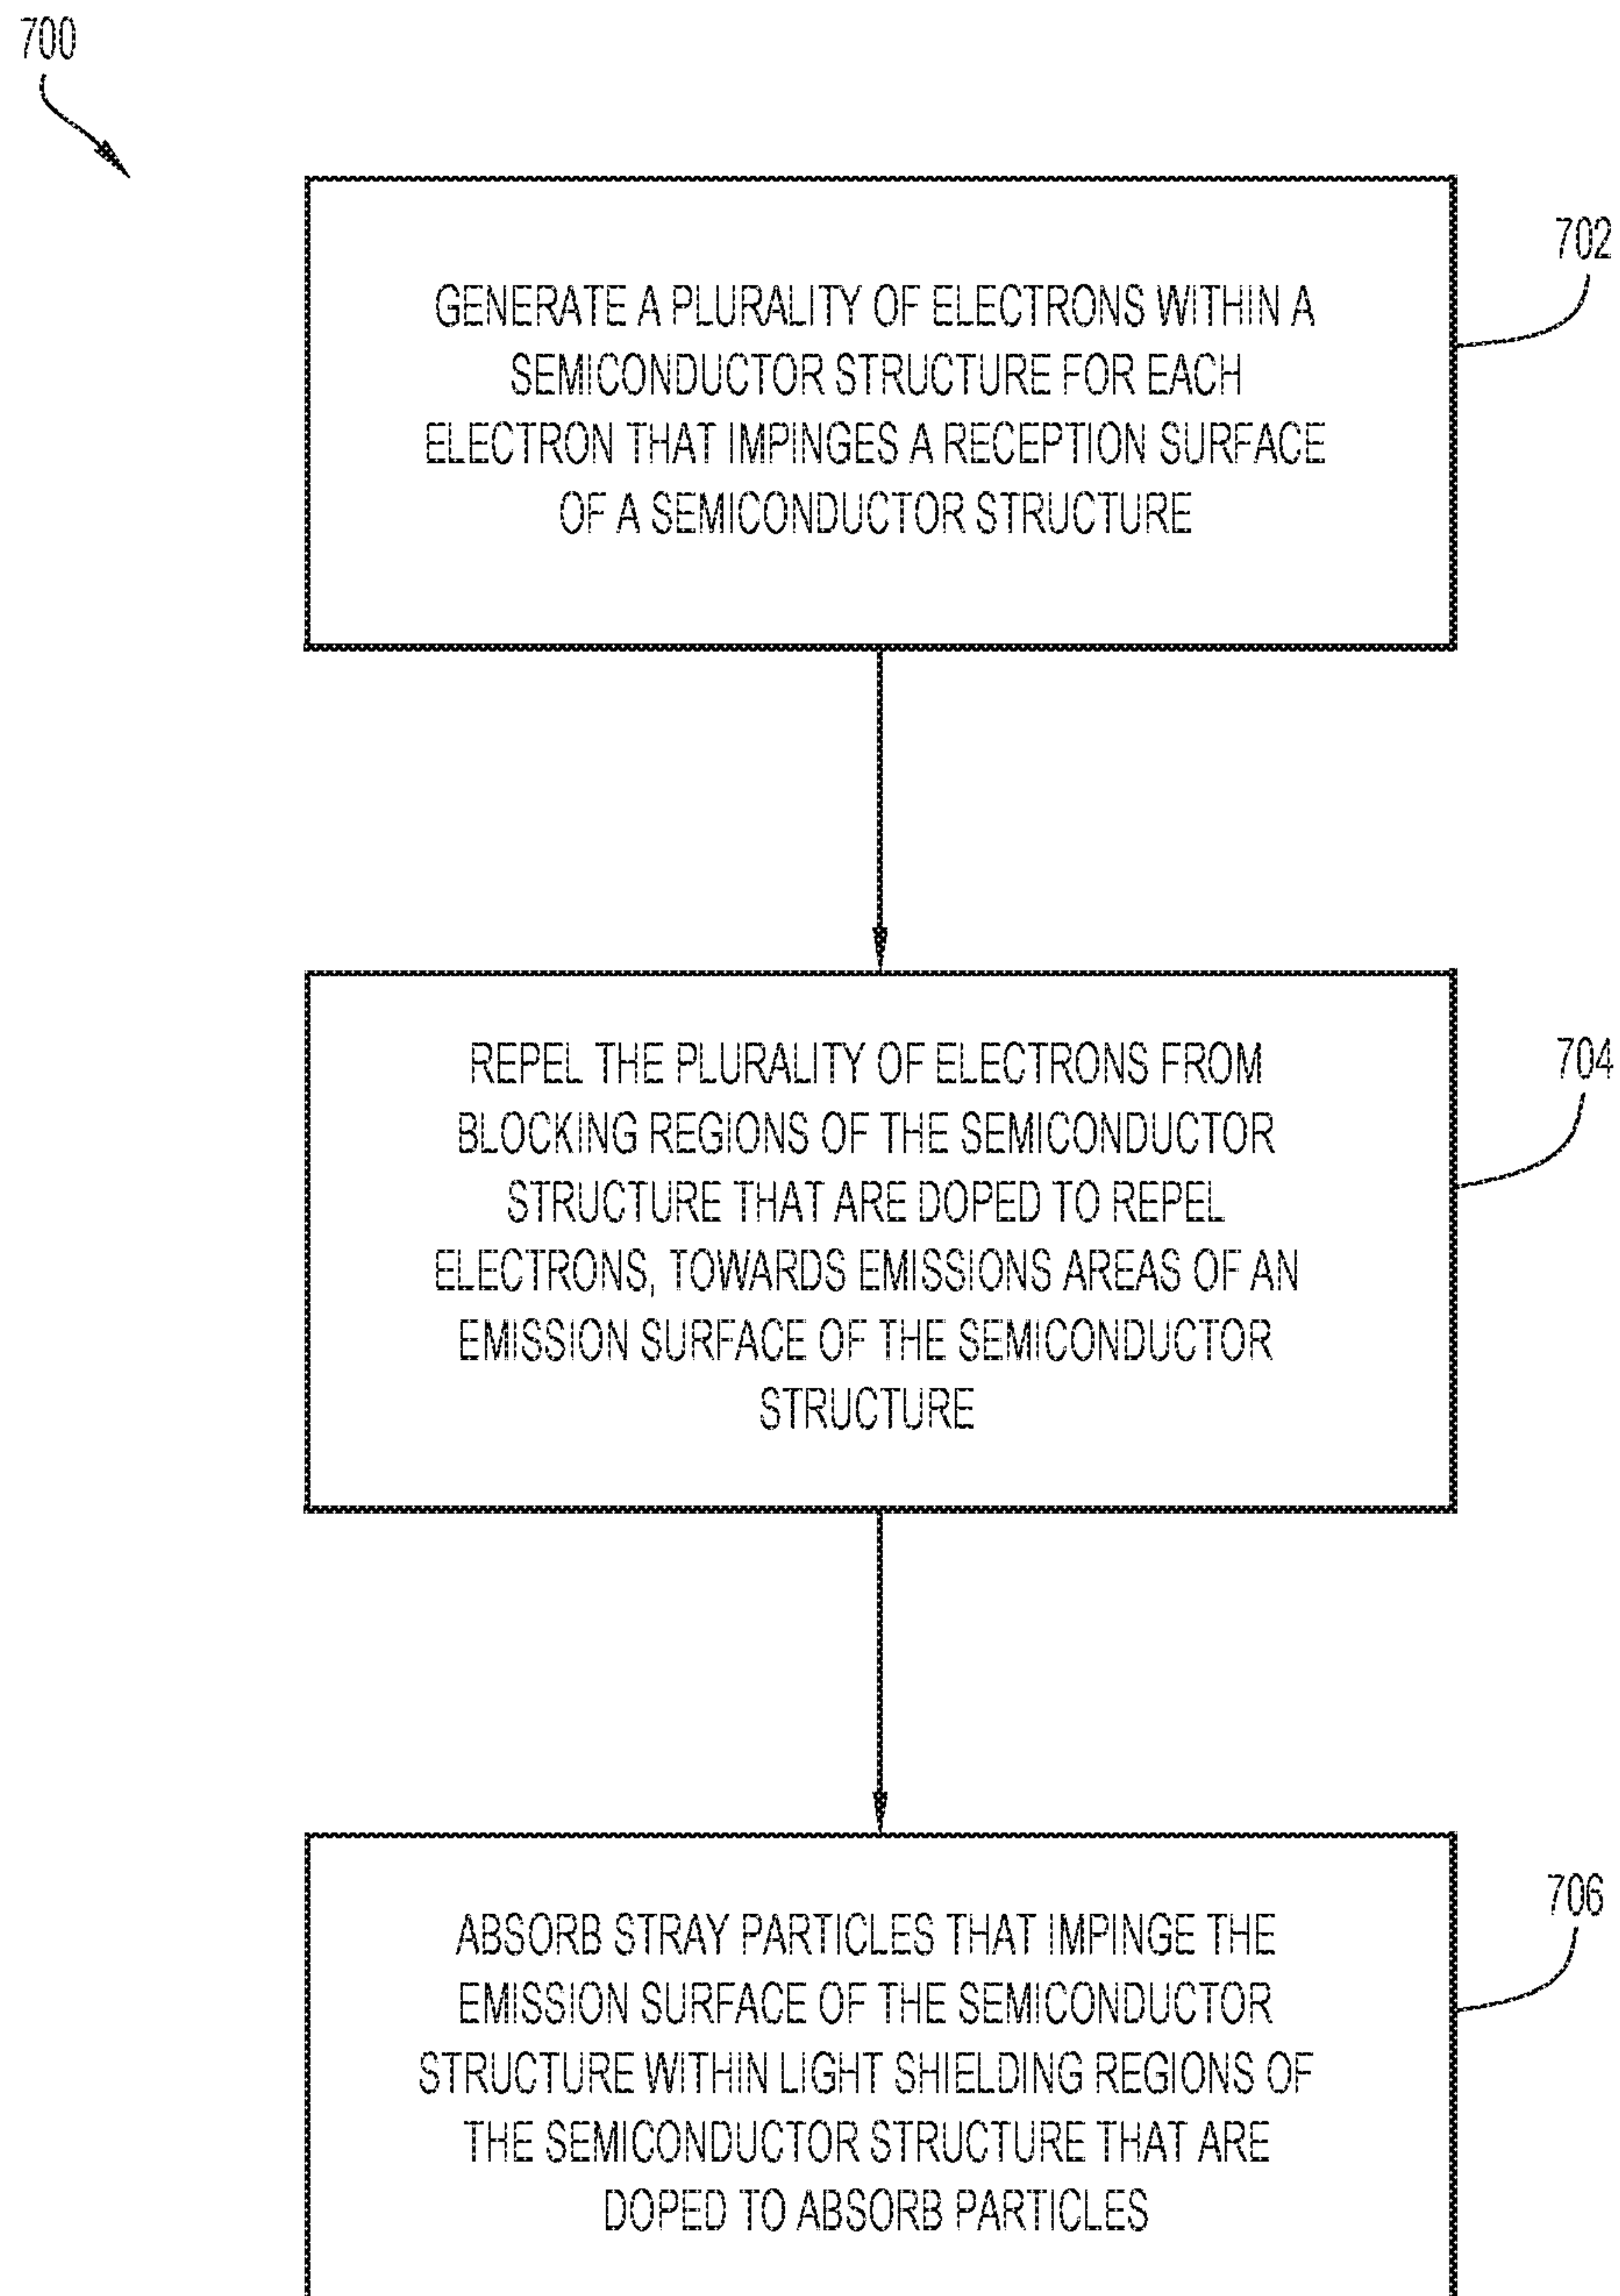 700
702
GENERATE A PLURALITY OF ELECTRONS WITHIN A
SEMICONDUCTOR STRUCTURE FOR EACH
ELECTRON THAT IMPINGES A RECEPTION SURFACE
OF A SEMICONDUCTOR STRUCTURE
704
REPEL THE PLURALITY OF ELECTRONS FROM
BLOCKING REGIONS OF THE SEMICONDUCTOR
STRUCTURE THAT ARE DOPED TO REPEL
ELECTRONS, TOWARDS EMISSIONS AREAS OF AN
EMISSION SURFACE OF THE SEMICONDUCTOR
STRUCTURE
706
ABSORB STRAY PARTICLES THAT IMPINGE THE
EMISSION SURFACE OF THE SEMICONDUCTOR
STRUCTURE WITHIN LIGHT SHIELDING REGIONS OF
THE SEMICONDUCTOR STRUCTURE THAT ARE
DOPED TO ABSORB PARTICLES